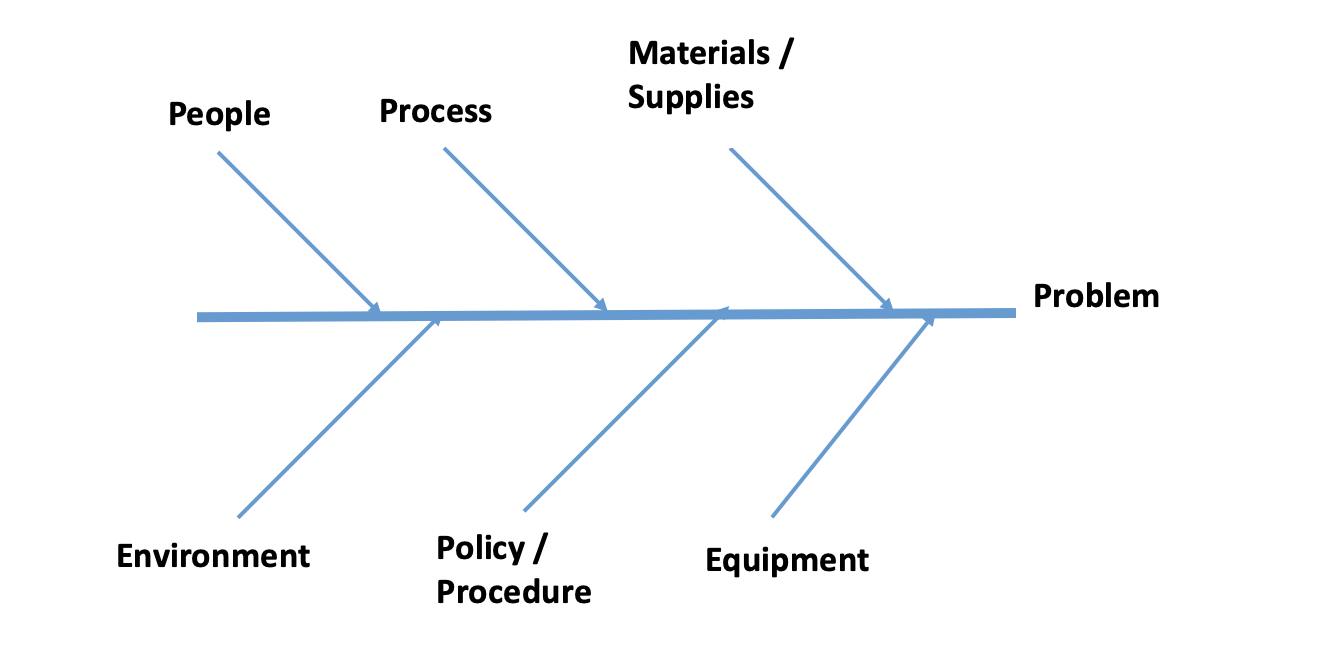 Materials /
Supplies
People
Process
Problem
Environment
Policy /
Procedure
Equipment